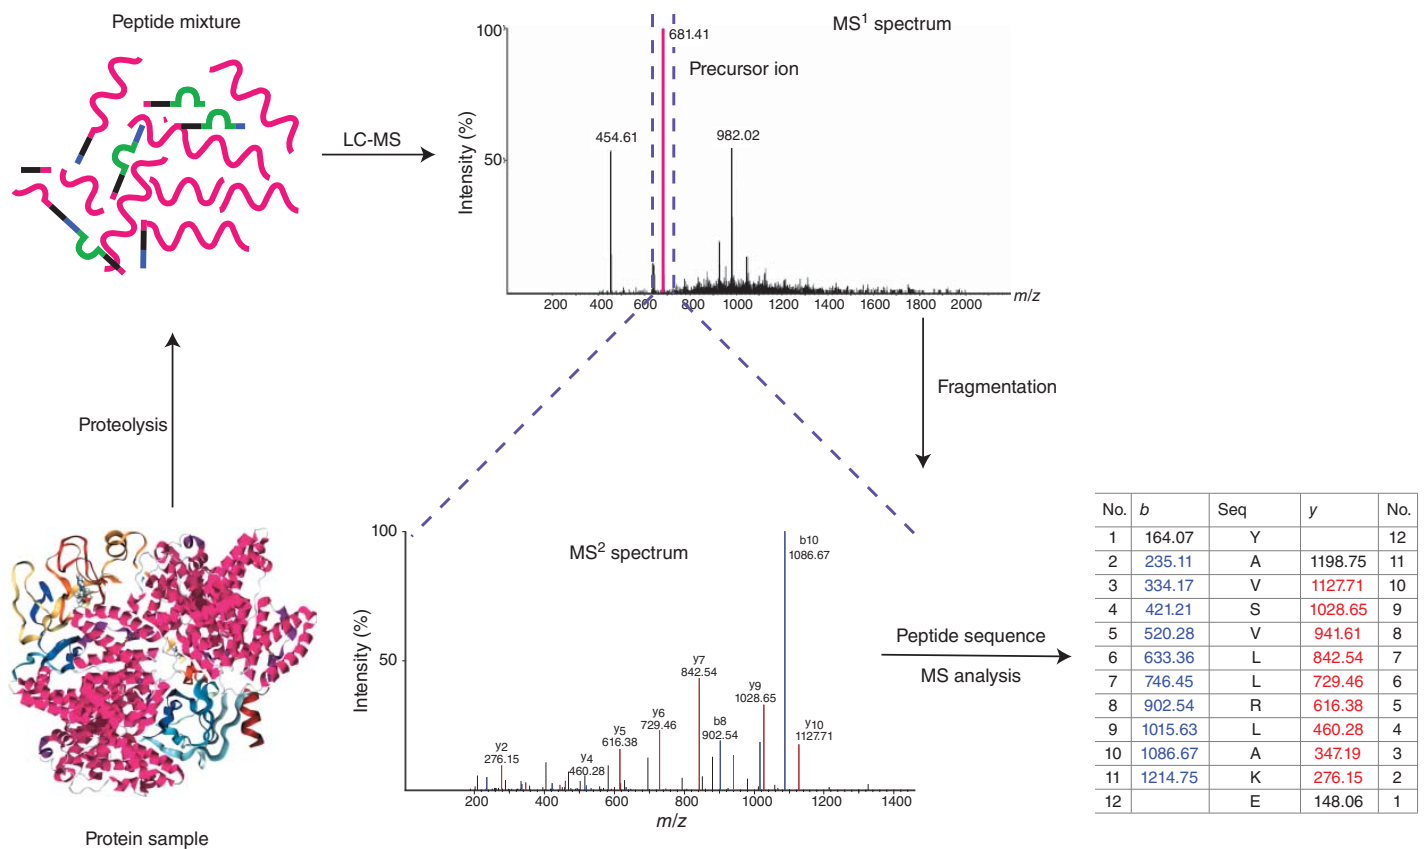 Peptide mixture
LC-MS
MS1 spectrum
100
681.41
Precursor ion
454.61
982.02
50
Intensity (%)
200 400 600 800 1000 1200 1400 1600 1800 2000
m/z
Fragmentation
Proteolysis
Protein sample
MS2 spectrum
100
b10
1086.67
50
Intensity (%)
y7
842.54
y9
1028.65
y6
729.46
b8
902.54
y10
1127.71
y5
616.38
y2
276.15
y4
460.28
200 400 600 800 1000 1200 1400
m/z
Peptide sequence
MS analysis
No. b Seq y No.
1 164.07 Y 12
2 235.11 A 1198.75 11
3 334.17 V 1127.71 10
4 421.21 S 1028.65 9
5 520.28 V 941.61 8
6 633.36 L 842.54 7
7 746.45 L 729.46 6
8 902.54 R 616.38 5
9 1015.63 L 460.28 4
10 1086.67 A 347.19 3
11 1214.75 K 276.15 2
12 E 148.06 1